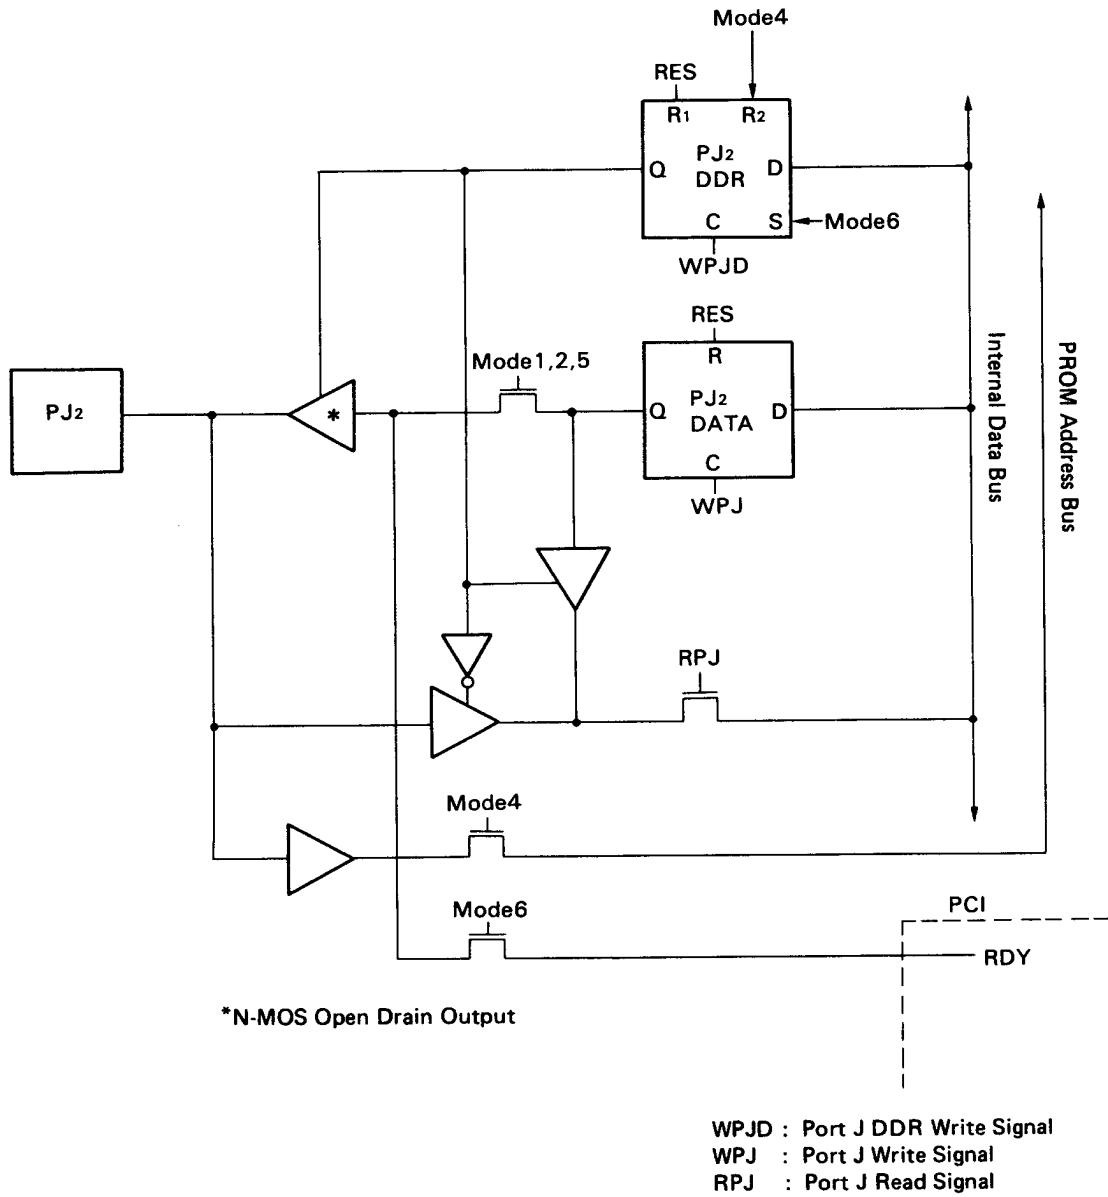 Mode4
RES
R1
R2
PJ2
DDR
Q
D
C
S
Mode6
WPJD
RES
R
Mode1,2,5
PJ2
DATA
Q
D
C
WPJ
PJ2
*
Internal Data Bus
PROM Address Bus
RPJ
Mode4
Mode6
PCI
RDY
*N-MOS Open Drain Output
WPJD : Port J DDR Write Signal
WPJ : Port J Write Signal
RPJ : Port J Read Signal